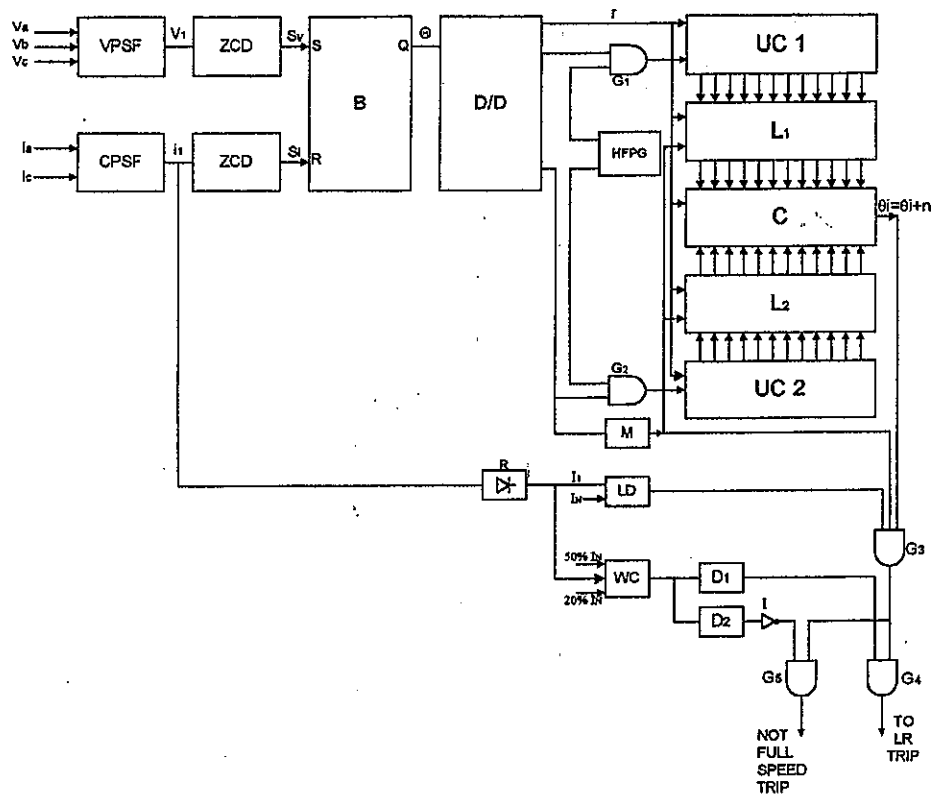 Va
Vb
Vc
VPSF
V1
ZCD
Sv
S
Q
B
R
Θ
D/D
r
G1
HFPG
UC 1
L1
C
θi=θi+n
L2
UC 2
Ia
Ic
CPSF
i1
ZCD
Si
G2
M
R
I1
IN
LD
G3
50% IN
WC
20% IN
D1
D2
I
G5
G4
NOT
FULL
SPEED
TRIP
TO
LR
TRIP